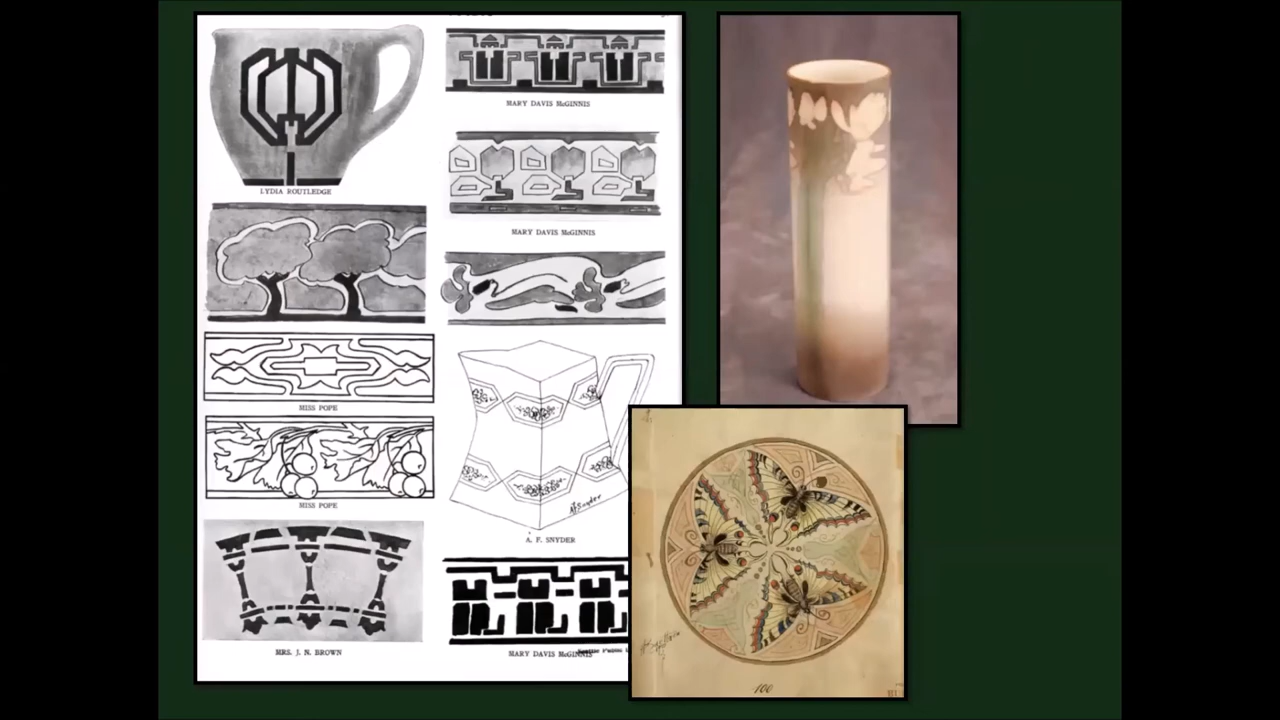 LYDIA ROUTLEDGE
MISS POPE
MISS POPE
MRS. J. N. BROWN
MARY DAVIS McGINNIS
MARY DAVIS McGINNIS
A. F. SNYDER
MARY DAVIS McGINNIS
100